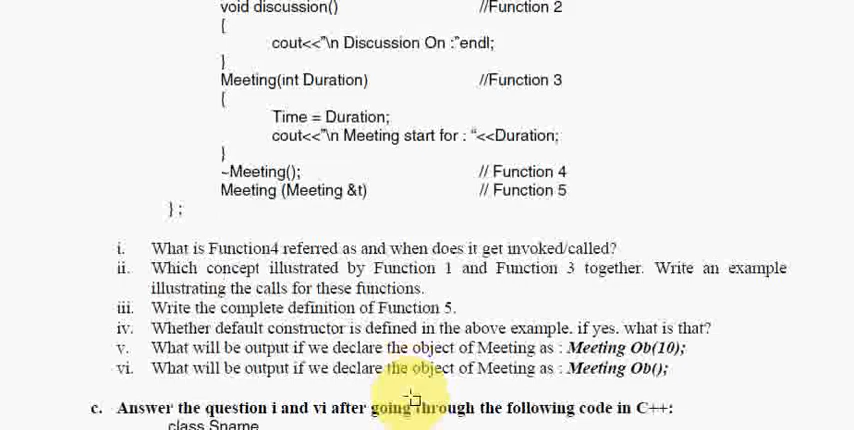 void discussion() //Function 2
{
cout<<"\n Discussion On :"endl;
}
Meeting(int Duration) //Function 3
{
Time = Duration;
cout<<"\n Meeting start for : "<<Duration;
}
~Meeting(); // Function 4
Meeting (Meeting &t) // Function 5
} ;
i. What is Function4 referred as and when does it get invoked/called?
ii. Which concept illustrated by Function 1 and Function 3 together. Write an example
illustrating the calls for these functions.
iii. Write the complete definition of Function 5.
iv. Whether default constructor is defined in the above example. if yes. what is that?
v. What will be output if we declare the object of Meeting as : Meeting Ob(10);
vi. What will be output if we declare the object of Meeting as : Meeting Ob();
c. Answer the question i and vi after going through the following code in C++:
class Sname